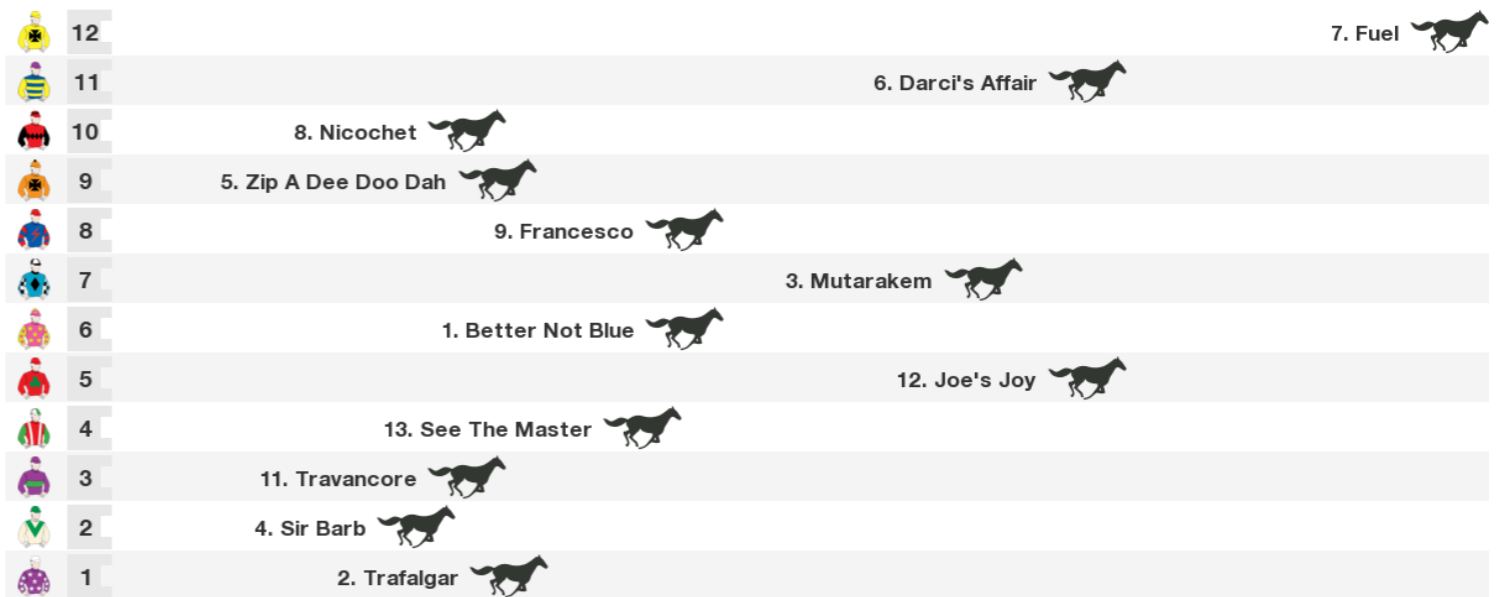 12 7. Fuel
11 6. Darci's Affair
10 8. Nicochet
9 5. Zip A Dee Doo Dah
8 9. Francesco
7 3. Mutarakem
6 1. Better Not Blue
5 12. Joe's Joy
4 13. See The Master
3 11. Travancore
2 4. Sir Barb
1 2. Trafalgar